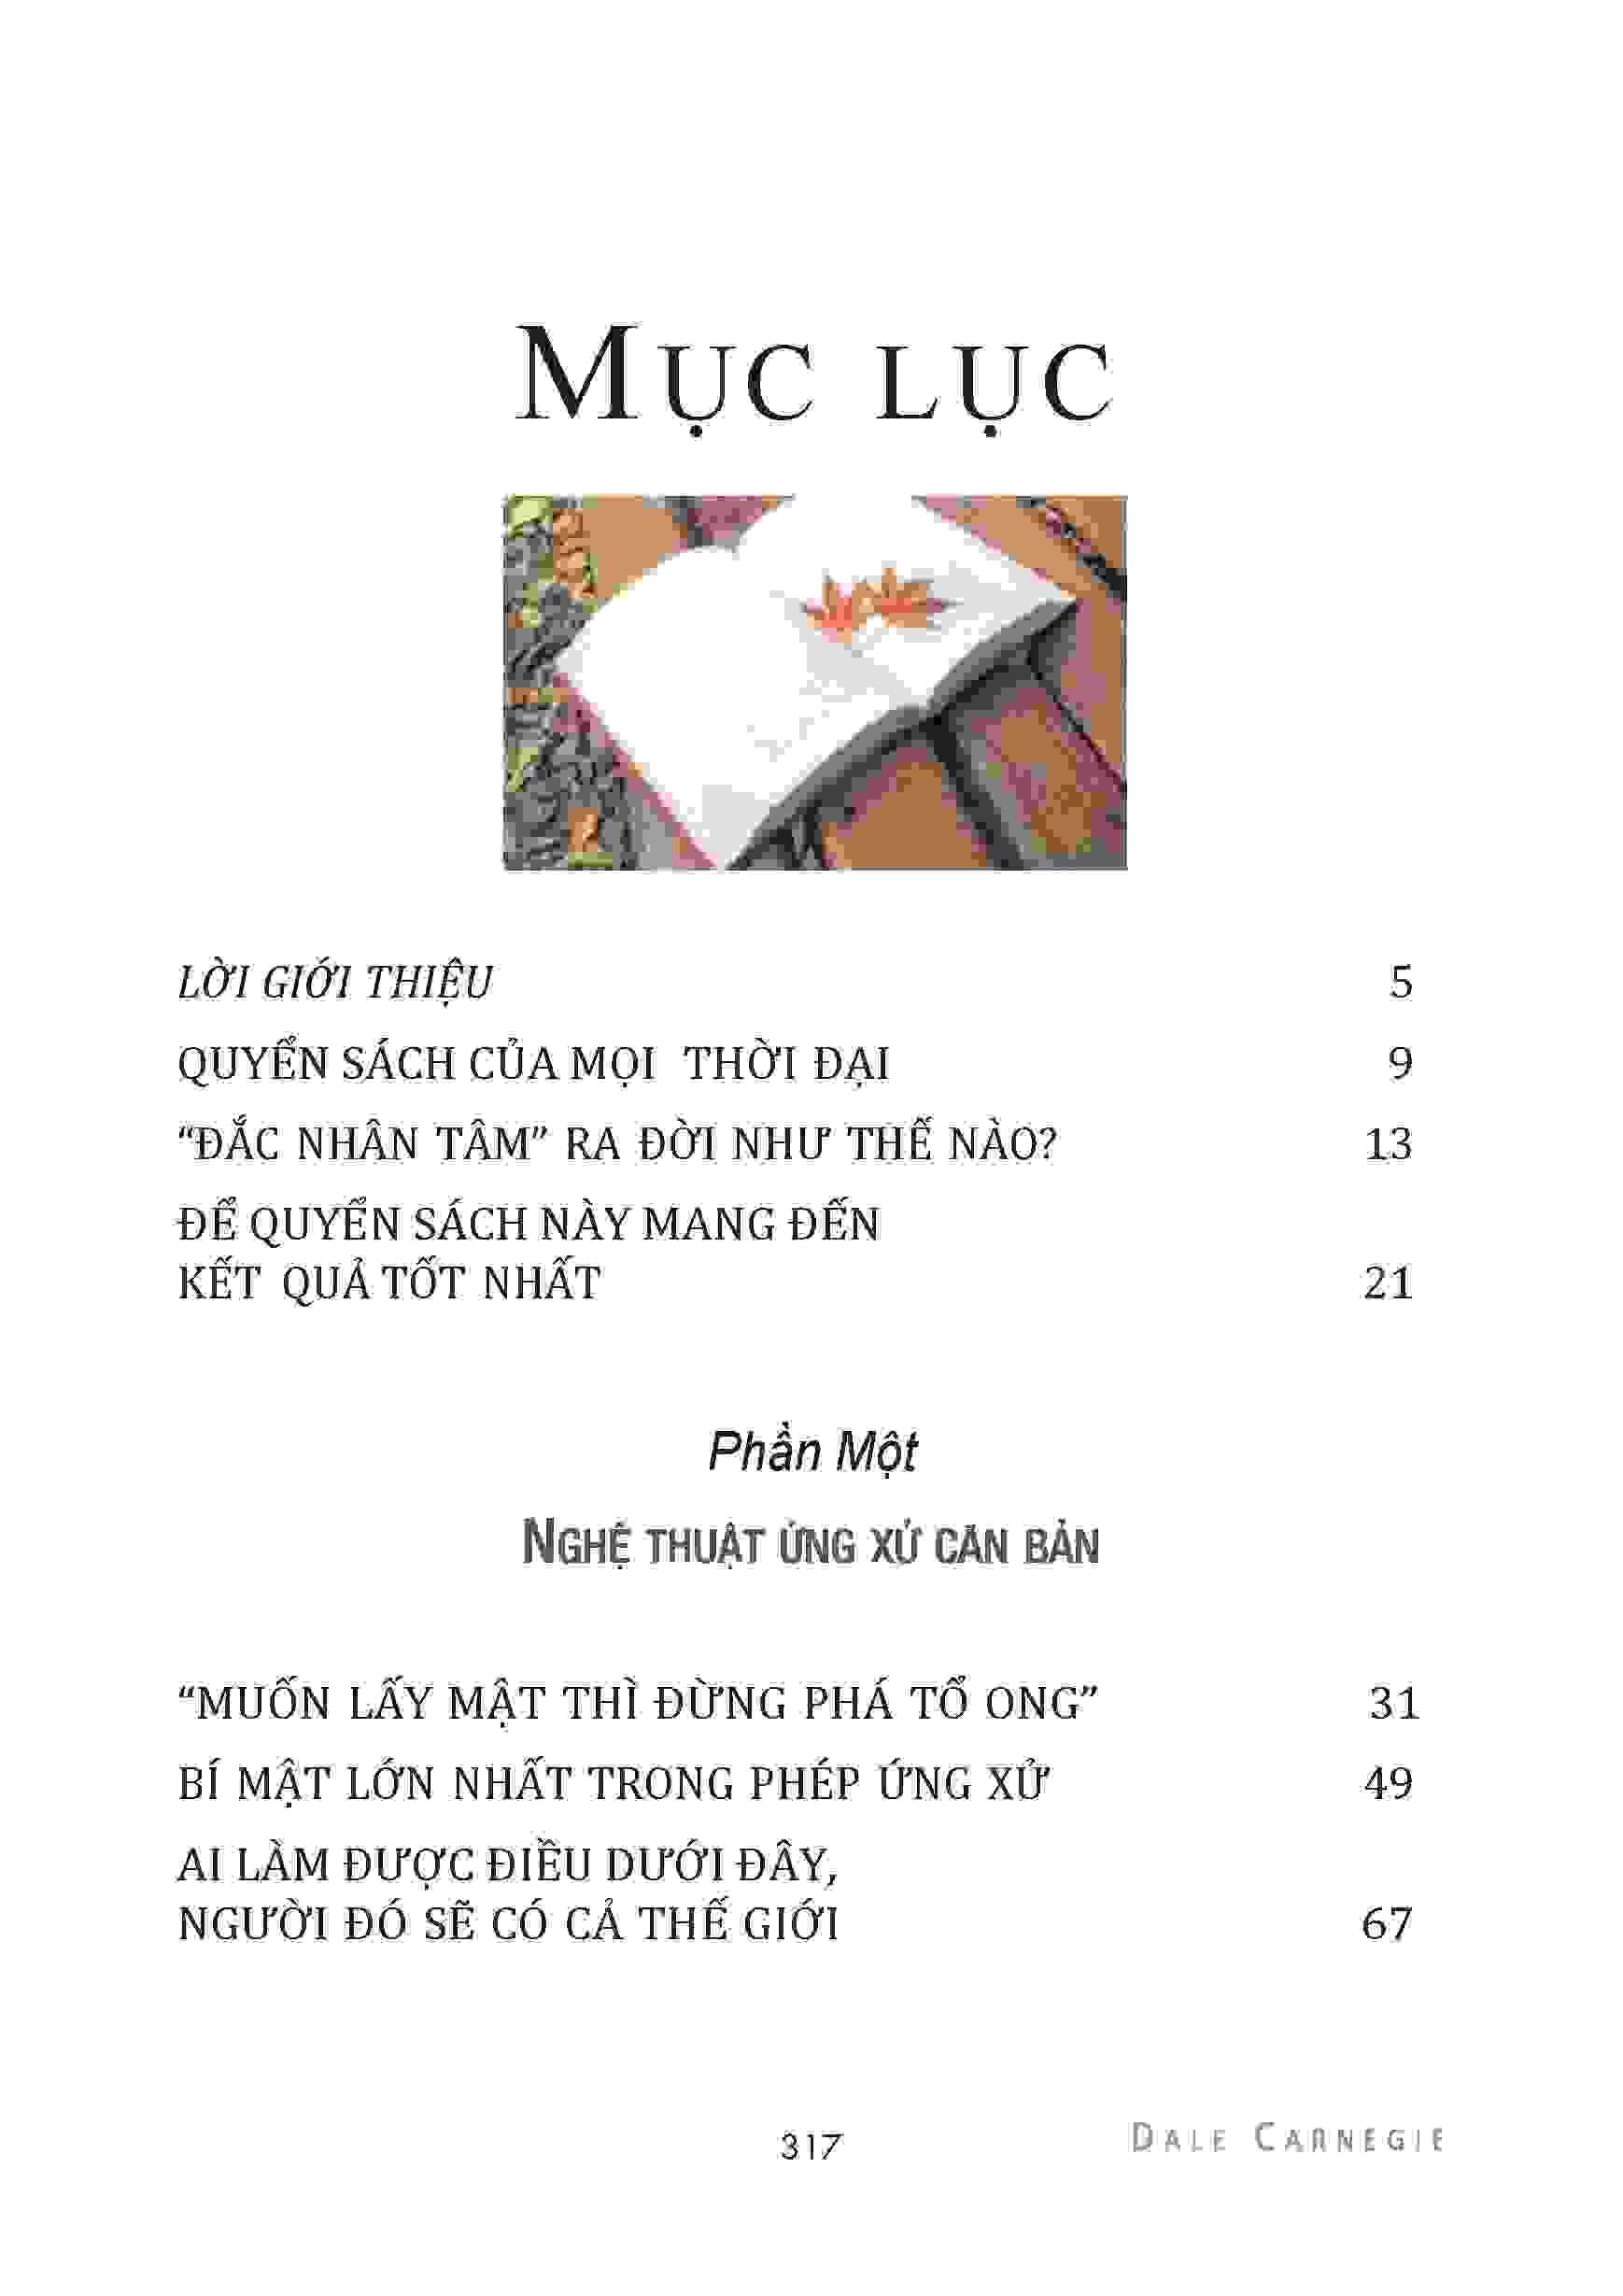 MỤC LỤC
LỜI GIỚI THIỆU 5
QUYỂN SÁCH CỦA MỌI THỜI ĐẠI 9
“ĐẮC NHÂN TÂM” RA ĐỜI NHƯ THẾ NÀO? 13
ĐỂ QUYỂN SÁCH NÀY MANG ĐẾN
KẾT QUẢ TỐT NHẤT 21
Phần Một
NGHỆ THUẬT ỨNG XỬ CĂN BẢN
“MUỐN LẤY MẬT THÌ ĐỪNG PHÁ TỔ ONG” 31
BÍ MẬT LỚN NHẤT TRONG PHÉP ỨNG XỬ 49
AI LÀM ĐƯỢC ĐIỀU DƯỚI ĐÂY,
NGƯỜI ĐÓ SẼ CÓ CẢ THẾ GIỚI 67
317 DALE CARNEGIE